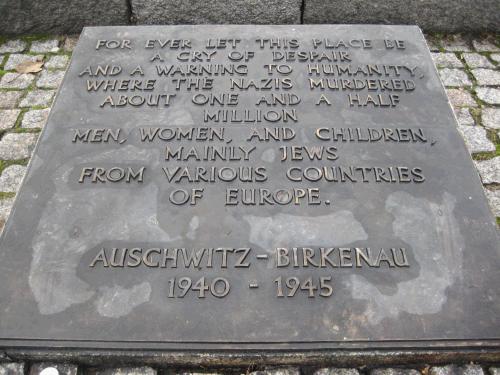 FOR EVER LET THIS PLACE BE
A CRY OF DESPAIR
AND A WARNING TO HUMANITY,
WHERE THE NAZIS MURDERED
ABOUT ONE AND A HALF
MILLION
MEN, WOMEN, AND CHILDREN,
MAINLY JEWS
FROM VARIOUS COUNTRIES
OF EUROPE.
AUSCHWITZ - BIRKENAU
1940 - 1945